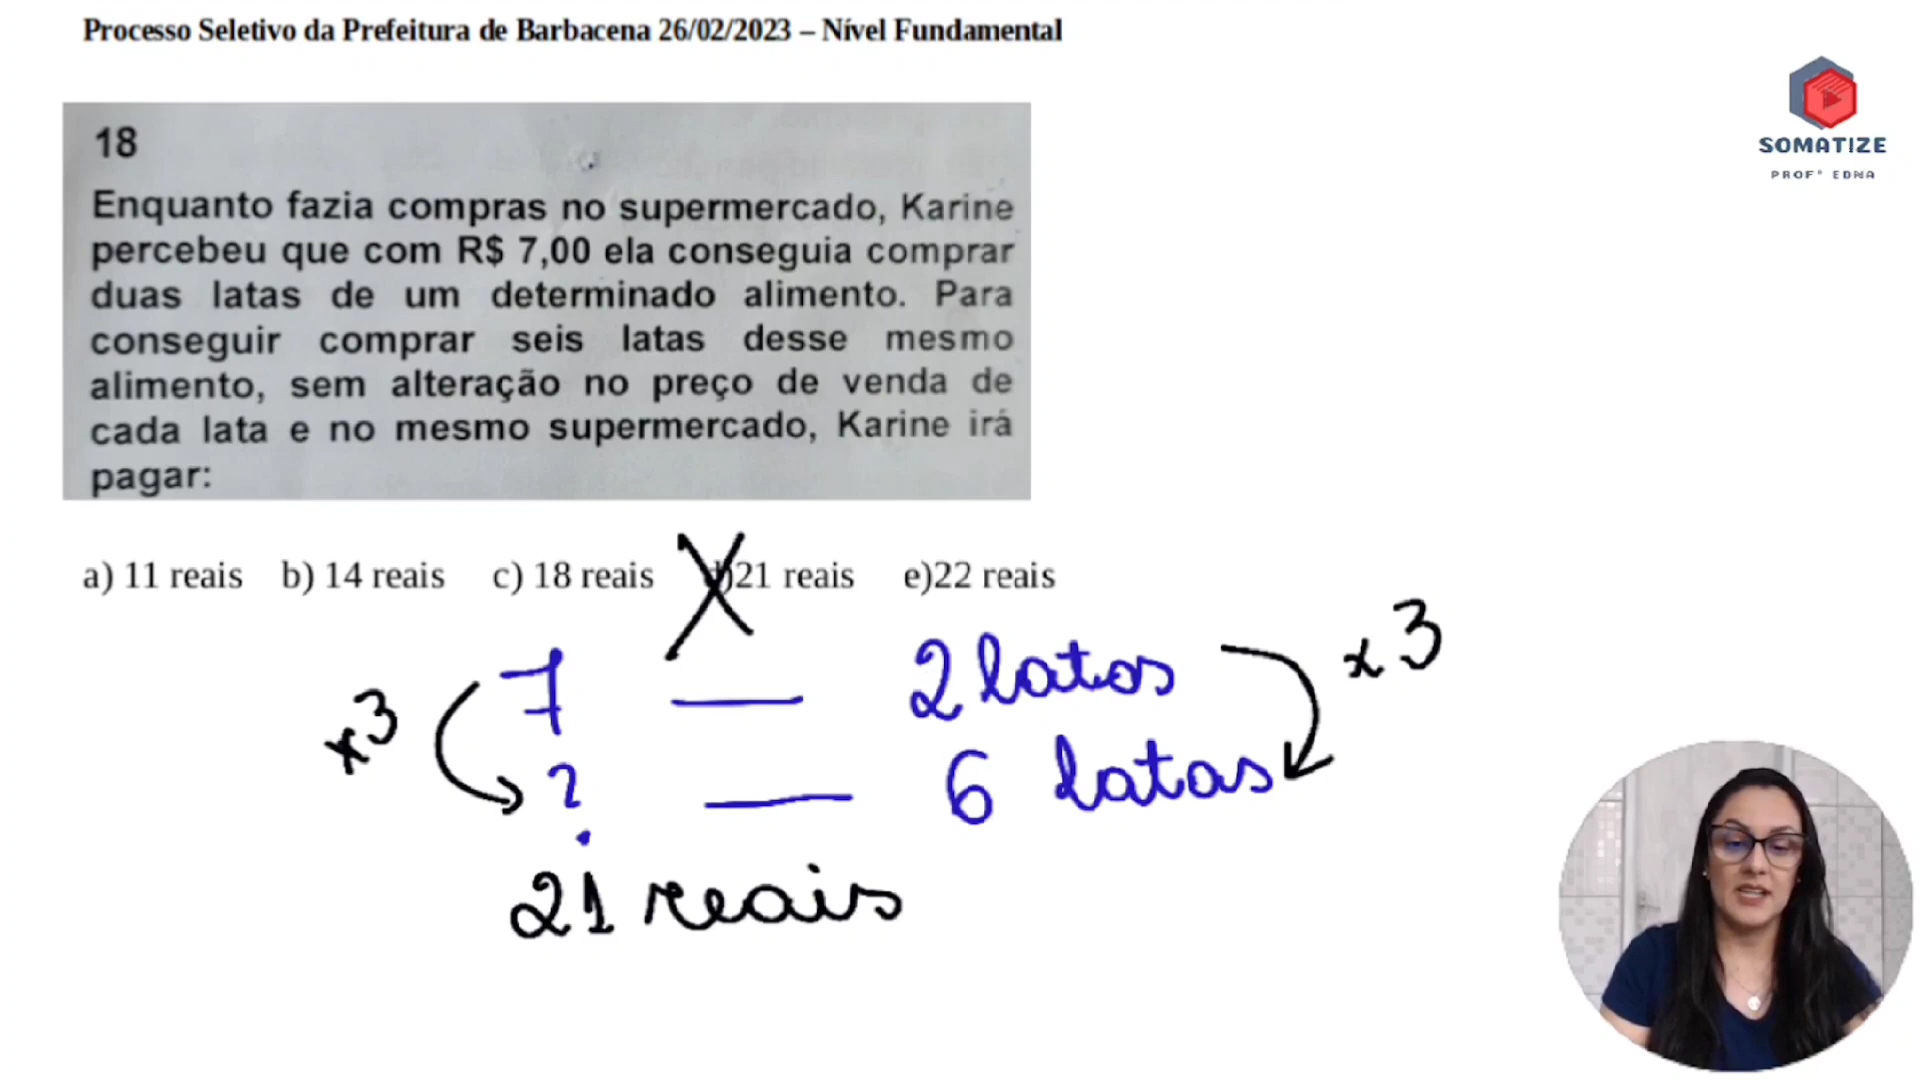 Processo Seletivo da Prefeitura de Barbacena 26/02/2023 – Nível Fundamental
SOMATIZE
PROFª EDNA
18
Enquanto fazia compras no supermercado, Karine
percebeu que com R$ 7,00 ela conseguia comprar
duas latas de um determinado alimento. Para
conseguir comprar seis latas desse mesmo
alimento, sem alteração no preço de venda de
cada lata e no mesmo supermercado, Karine irá
pagar:
a) 11 reais b) 14 reais c) 18 reais d)21 reais e)22 reais
7 — 2 latas
x3
x3
? — 6 latas
21 reais